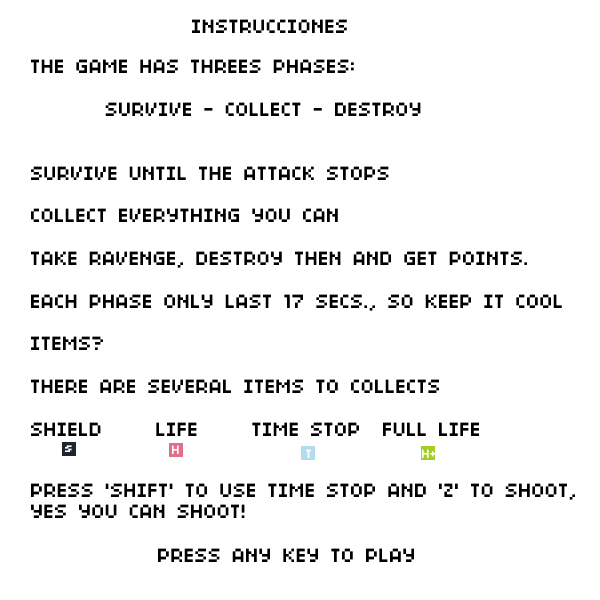 INSTRUCCIONES
THE GAME HAS THREES PHASES:
SURVIVE - COLLECT - DESTROY
SURVIVE UNTIL THE ATTACK STOPS
COLLECT EVERYTHING YOU CAN
TAKE RAVENGE, DESTROY THEN AND GET POINTS.
EACH PHASE ONLY LAST 17 SECS., SO KEEP IT COOL
ITEMS?
THERE ARE SEVERAL ITEMS TO COLLECTS
SHIELD LIFE TIME STOP FULL LIFE
S H T H+
PRESS 'SHIFT' TO USE TIME STOP AND 'Z' TO SHOOT,
YES YOU CAN SHOOT!
PRESS ANY KEY TO PLAY